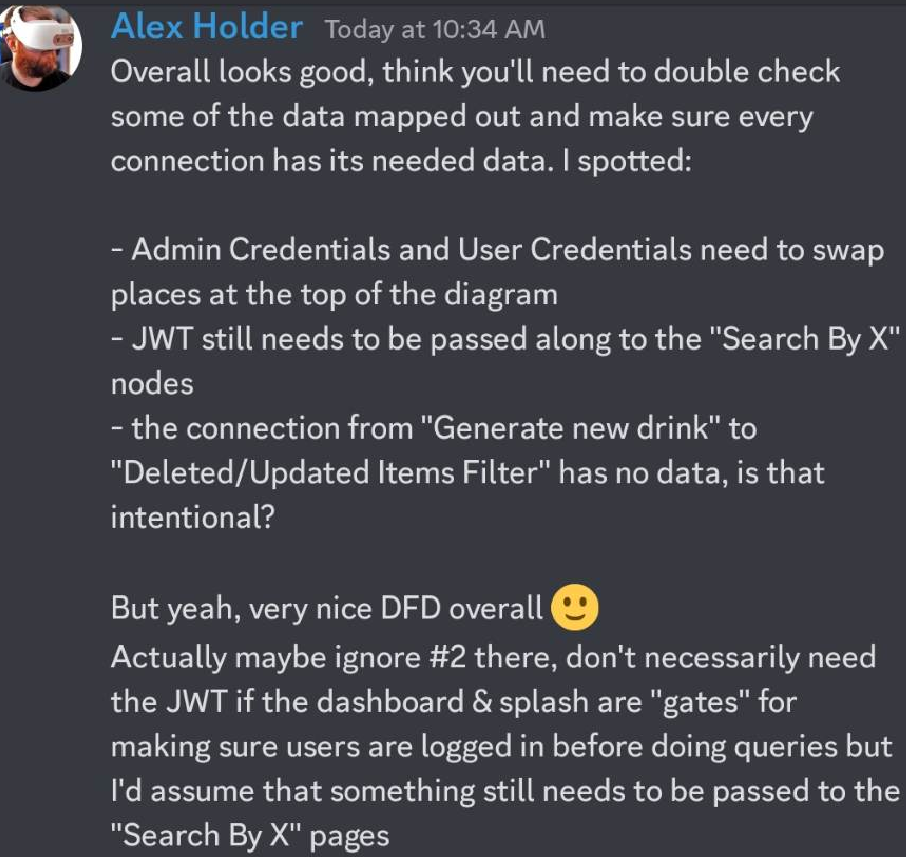 Alex Holder Today at 10:34 AM
Overall looks good, think you'll need to double check
some of the data mapped out and make sure every
connection has its needed data. I spotted:
- Admin Credentials and User Credentials need to swap
places at the top of the diagram
- JWT still needs to be passed along to the "Search By X"
nodes
- the connection from "Generate new drink" to
"Deleted/Updated Items Filter" has no data, is that
intentional?
But yeah, very nice DFD overall 🙂
Actually maybe ignore #2 there, don't necessarily need
the JWT if the dashboard & splash are "gates" for
making sure users are logged in before doing queries but
I'd assume that something still needs to be passed to the
"Search By X" pages